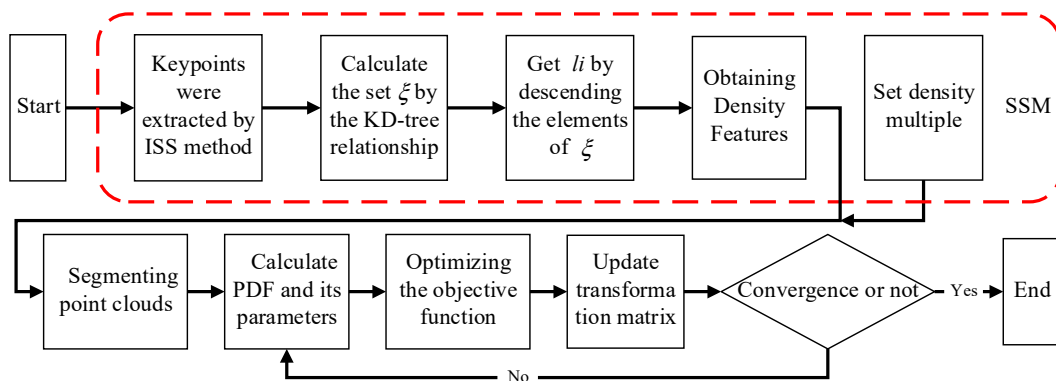 Start
Keypoints
were
extracted by
ISS method
Calculate
the set ξ by
the KD-tree
relationship
Get li by
descending
the elements
of ξ
Obtaining
Density
Features
Set density
multiple
SSM
Segmenting
point clouds
Calculate
PDF and its
parameters
Optimizing
the objective
function
Update
transforma
tion matrix
Convergence or not
Yes
End
No